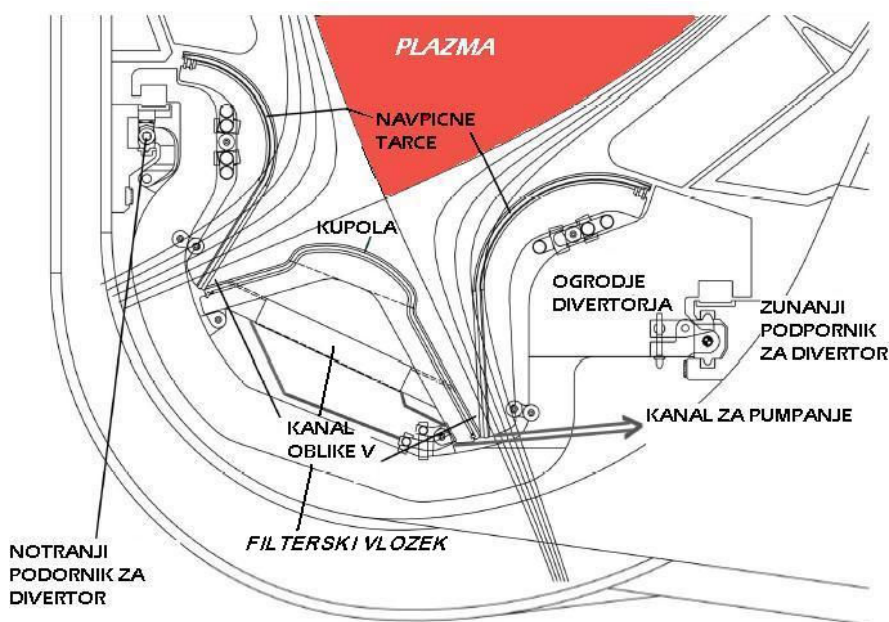 PLAZMA
NAVPICNE
TARCE
KUPOLA
OGRODJE
DIVERTORJA
ZUNANJI
PODPORNIK
ZA DIVERTOR
KANAL ZA PUMPANJE
KANAL
OBLIKE V
FILTERSKI VLOZEK
NOTRANJI
PODORNIK ZA
DIVERTOR